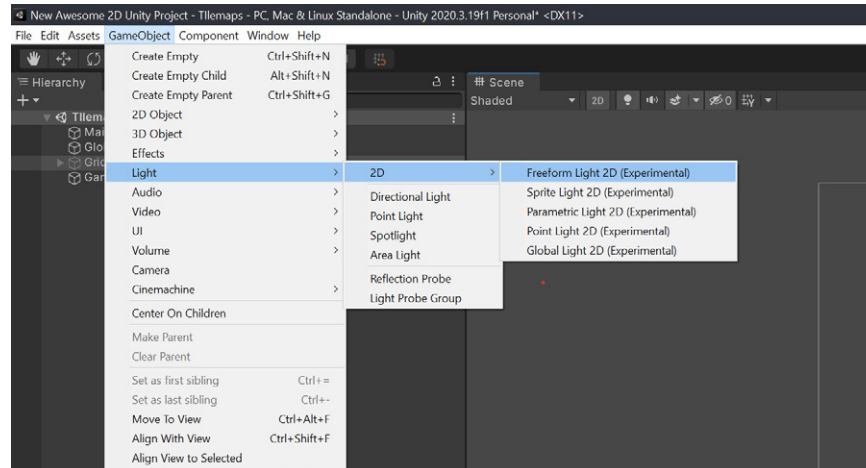 New Awesome 2D Unity Project - TIlemaps - PC, Mac & Linux Standalone - Unity 2020.3.19f1 Personal* <DX11>
File Edit Assets GameObject Component Window Help
Hierarchy
Scene
Shaded 2D 0
TIlem
Mai
Glo
Grid
Gar
Create Empty Ctrl+Shift+N
Create Empty Child Alt+Shift+N
Create Empty Parent Ctrl+Shift+G
2D Object
3D Object
Effects
Light
Audio
Video
UI
Volume
Camera
Cinemachine
Center On Children
Make Parent
Clear Parent
Set as first sibling Ctrl+=
Set as last sibling Ctrl+-
Move To View Ctrl+Alt+F
Align With View Ctrl+Shift+F
Align View to Selected
2D
Directional Light
Point Light
Spotlight
Area Light
Reflection Probe
Light Probe Group
Freeform Light 2D (Experimental)
Sprite Light 2D (Experimental)
Parametric Light 2D (Experimental)
Point Light 2D (Experimental)
Global Light 2D (Experimental)